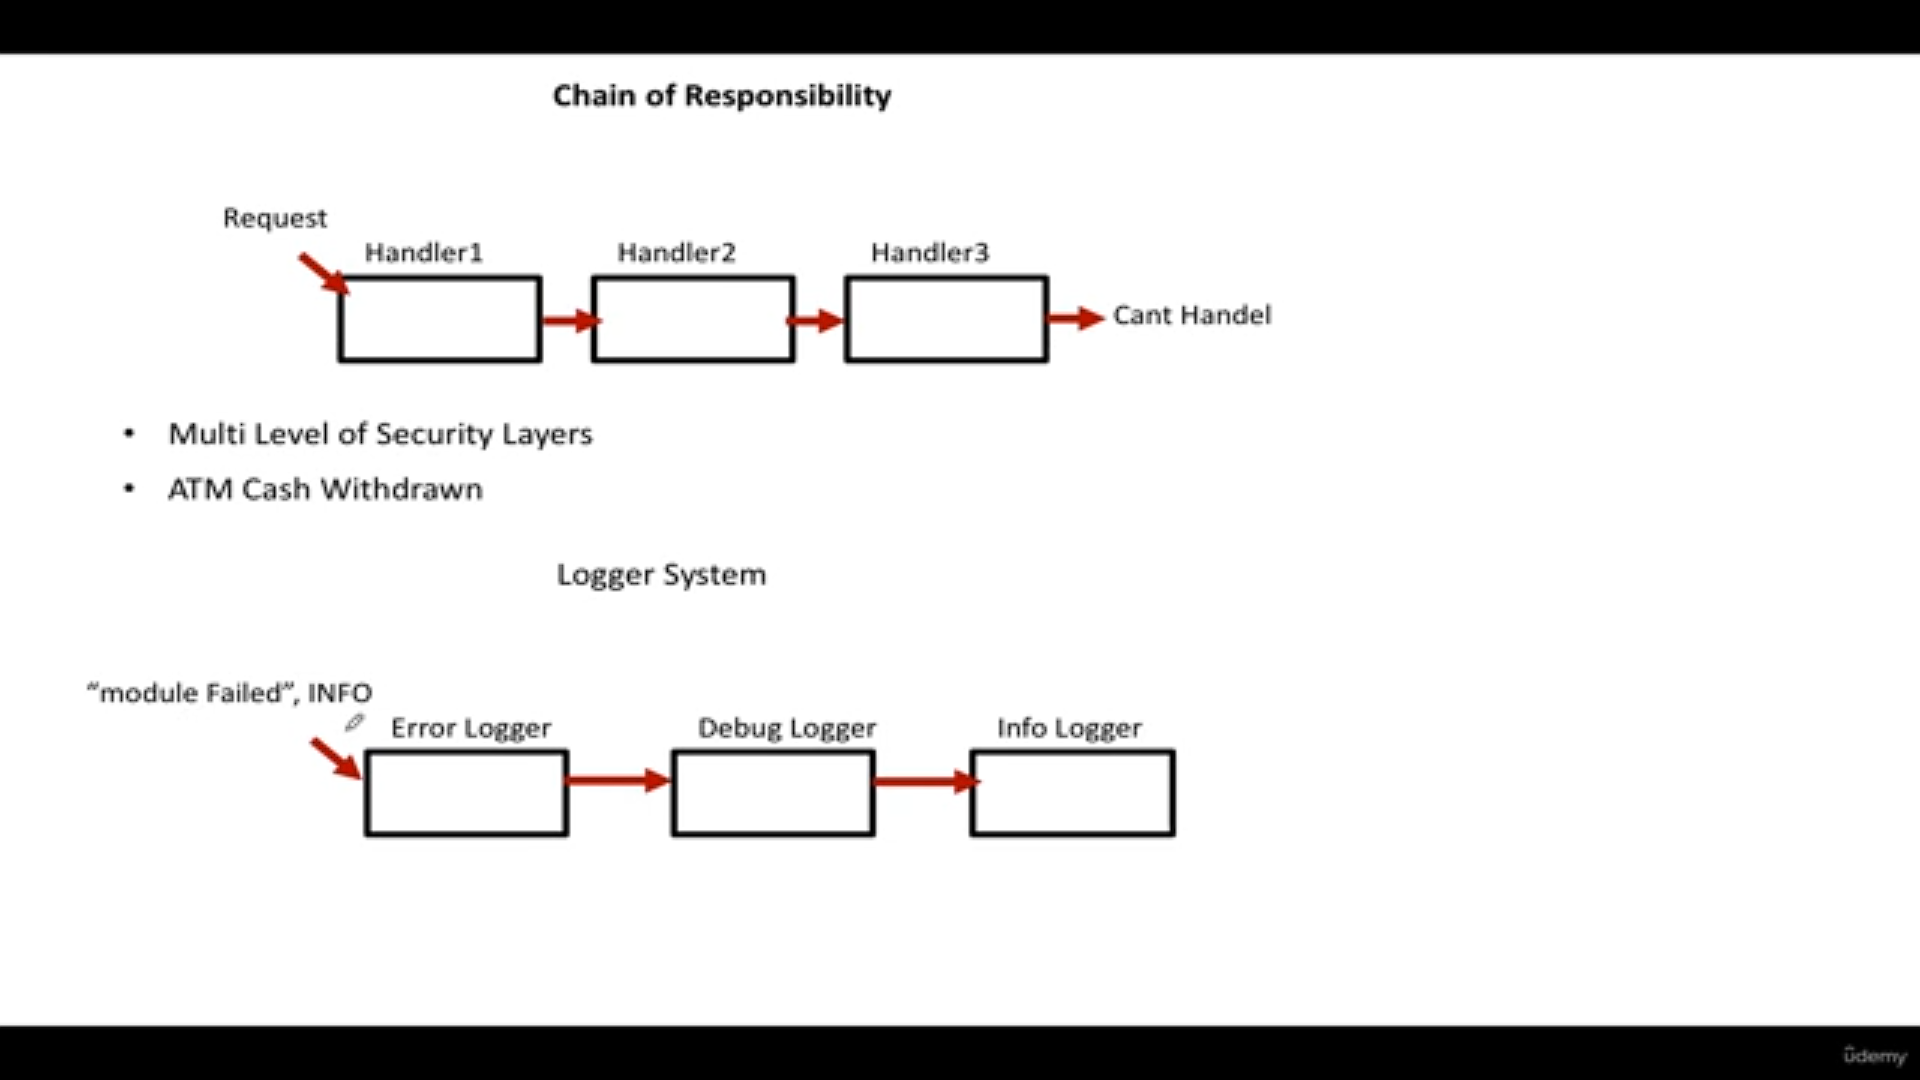 Chain of Responsibility
Request
Handler1
Handler2
Handler3
Cant Handel
• Multi Level of Security Layers
• ATM Cash Withdrawn
Logger System
“module Failed”, INFO
Error Logger
Debug Logger
Info Logger
ûdemy